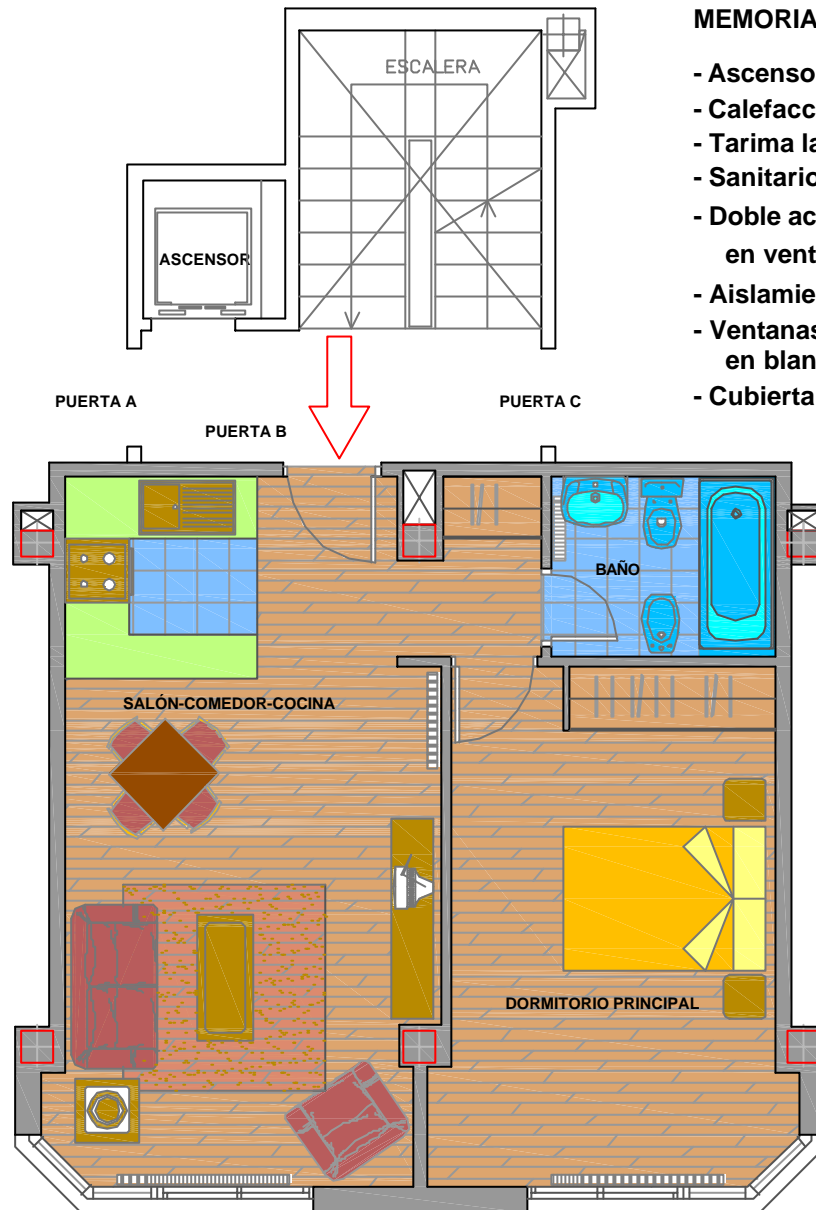 MEMORIA
ESCALERA
- Ascenso
- Calefacc
- Tarima la
- Sanitario
- Doble ac
en vent
- Aislamie
- Ventanas
en blan
- Cubierta
ASCENSOR
PUERTA A
PUERTA B
PUERTA C
BAÑO
SALÓN-COMEDOR-COCINA
DORMITORIO PRINCIPAL